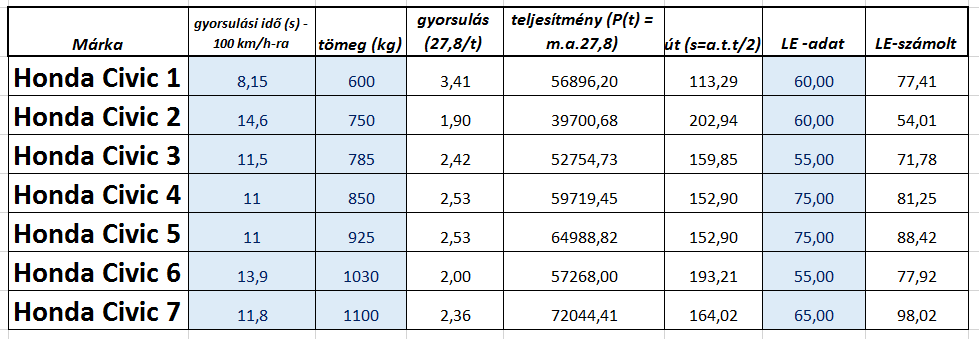 Márka gyorsulási idő (s) - 100 km/h-ra tömeg (kg) gyorsulás (27,8/t) teljesítmény (P(t) = m.a.27,8) út (s=a.t.t/2) LE -adat LE-számolt
Honda Civic 1 8,15 600 3,41 56896,20 113,29 60,00 77,41
Honda Civic 2 14,6 750 1,90 39700,68 202,94 60,00 54,01
Honda Civic 3 11,5 785 2,42 52754,73 159,85 55,00 71,78
Honda Civic 4 11 850 2,53 59719,45 152,90 75,00 81,25
Honda Civic 5 11 925 2,53 64988,82 152,90 75,00 88,42
Honda Civic 6 13,9 1030 2,00 57268,00 193,21 55,00 77,92
Honda Civic 7 11,8 1100 2,36 72044,41 164,02 65,00 98,02